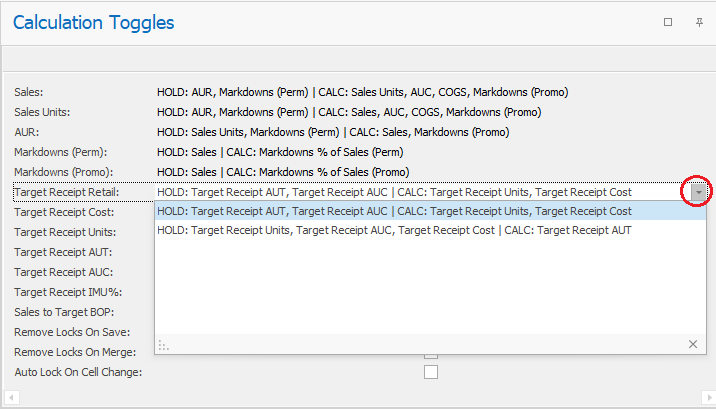 Calculation Toggles
Sales: HOLD: AUR, Markdowns (Perm) | CALC: Sales Units, AUC, COGS, Markdowns (Promo)
Sales Units: HOLD: AUR, Markdowns (Perm) | CALC: Sales, AUC, COGS, Markdowns (Promo)
AUR: HOLD: Sales Units, Markdowns (Perm) | CALC: Sales, Markdowns (Promo)
Markdowns (Perm): HOLD: Sales | CALC: Markdowns % of Sales (Perm)
Markdowns (Promo): HOLD: Sales | CALC: Markdowns % of Sales (Promo)
Target Receipt Retail: HOLD: Target Receipt AUT, Target Receipt AUC | CALC: Target Receipt Units, Target Receipt Cost
Target Receipt Cost: HOLD: Target Receipt AUT, Target Receipt AUC | CALC: Target Receipt Units, Target Receipt Cost
Target Receipt Units: HOLD: Target Receipt Units, Target Receipt AUC, Target Receipt Cost | CALC: Target Receipt AUT
Target Receipt AUT:
Target Receipt AUC:
Target Receipt IMU%:
Sales to Target BOP:
Remove Locks On Save:
Remove Locks On Merge:
Auto Lock On Cell Change: